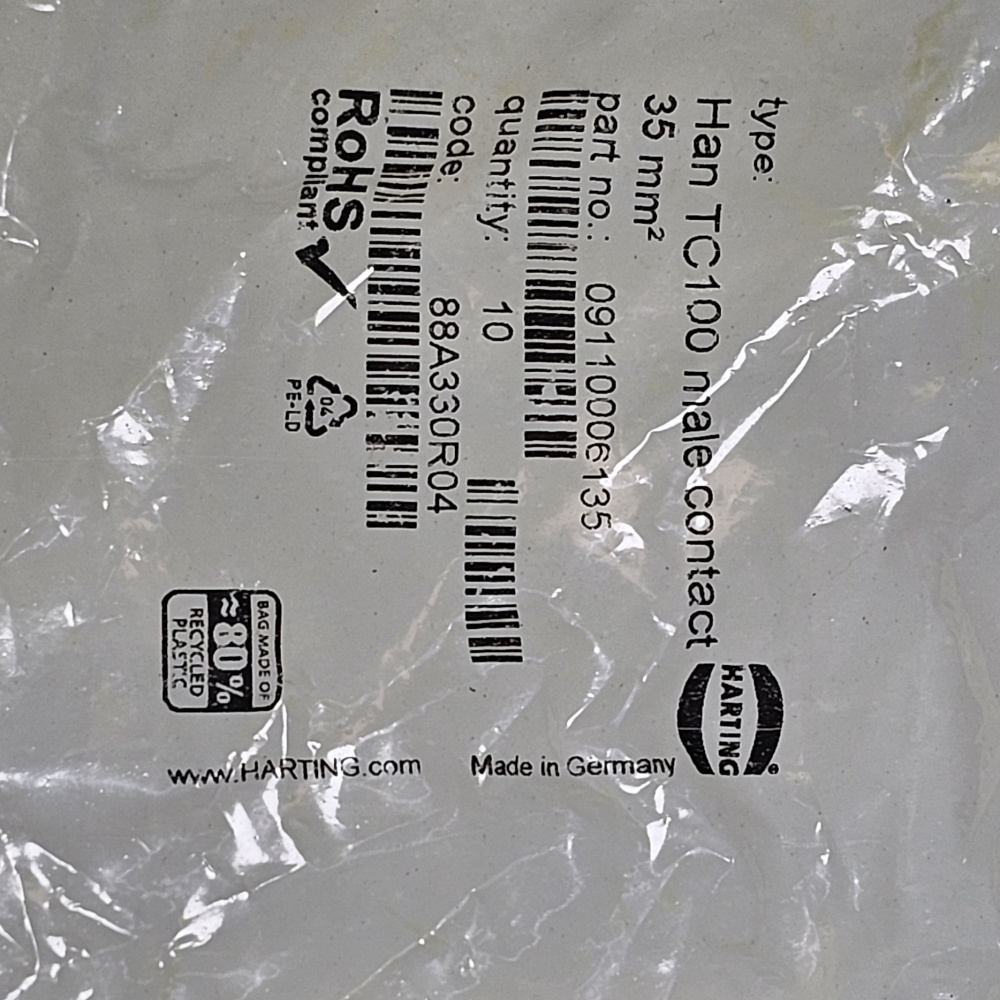 type:
Han TC100 male contact
35 mm²
part no.: 09110006135
quantity: 10
code: 88A330R04
RoHS
compliant
04
PE-LD
HARTING
®
Made in Germany
www.HARTING.com
BAG MADE OF
≈80%
RECYCLED
PLASTIC